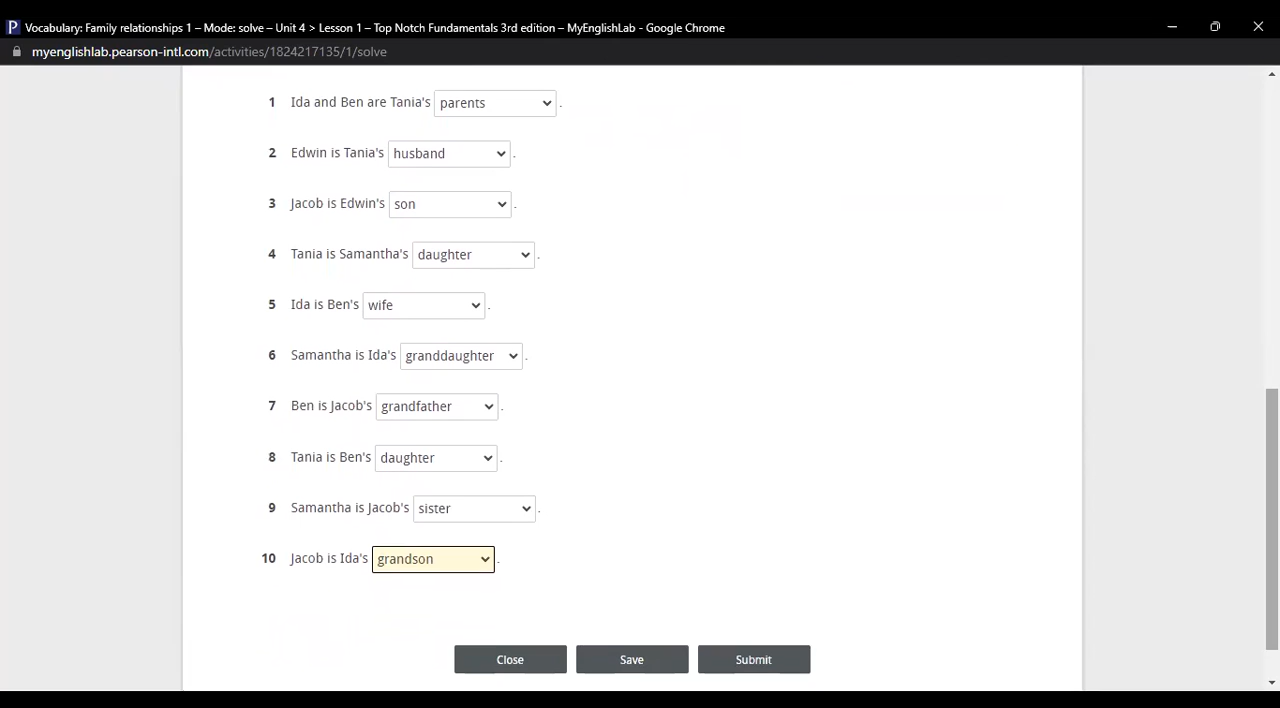 P Vocabulary: Family relationships 1 – Mode: solve – Unit 4 > Lesson 1 – Top Notch Fundamentals 3rd edition – MyEnglishLab - Google Chrome
myenglishlab.pearson-intl.com/activities/1824217135/1/solve
1 Ida and Ben are Tania's parents .
2 Edwin is Tania's husband .
3 Jacob is Edwin's son .
4 Tania is Samantha's daughter .
5 Ida is Ben's wife .
6 Samantha is Ida's granddaughter .
7 Ben is Jacob's grandfather .
8 Tania is Ben's daughter .
9 Samantha is Jacob's sister .
10 Jacob is Ida's grandson .
Close Save Submit